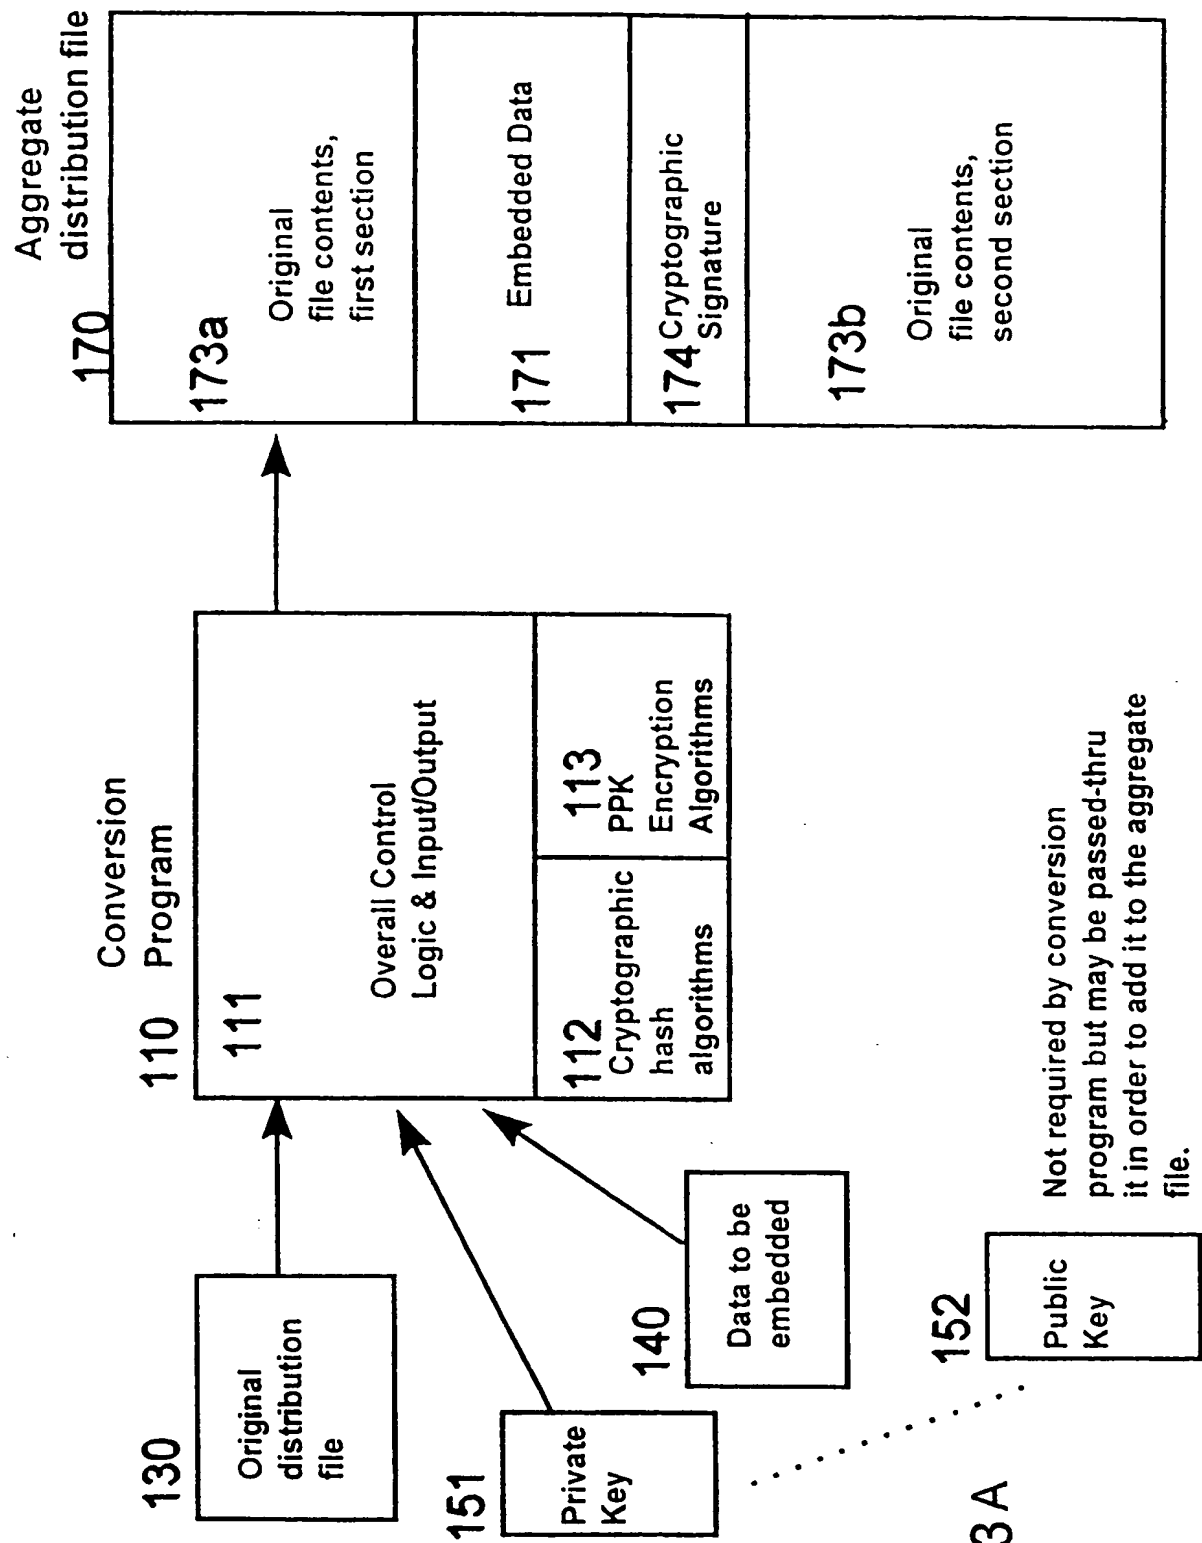 130
Original
distribution
file
151
Private
Key
140
Data to be
embedded
152
Public
Key
Not required by conversion
program but may be passed-thru
it in order to add it to the aggregate
file.
Conversion
110 Program
111
Overall Control
Logic & Input/Output
112
Cryptographic
hash
algorithms
113
PPK
Encryption
Algorithms
Aggregate
170 distribution file
173a
Original
file contents,
first section
171 Embedded Data
174 Cryptographic
Signature
173b
Original
file contents,
second section
3A